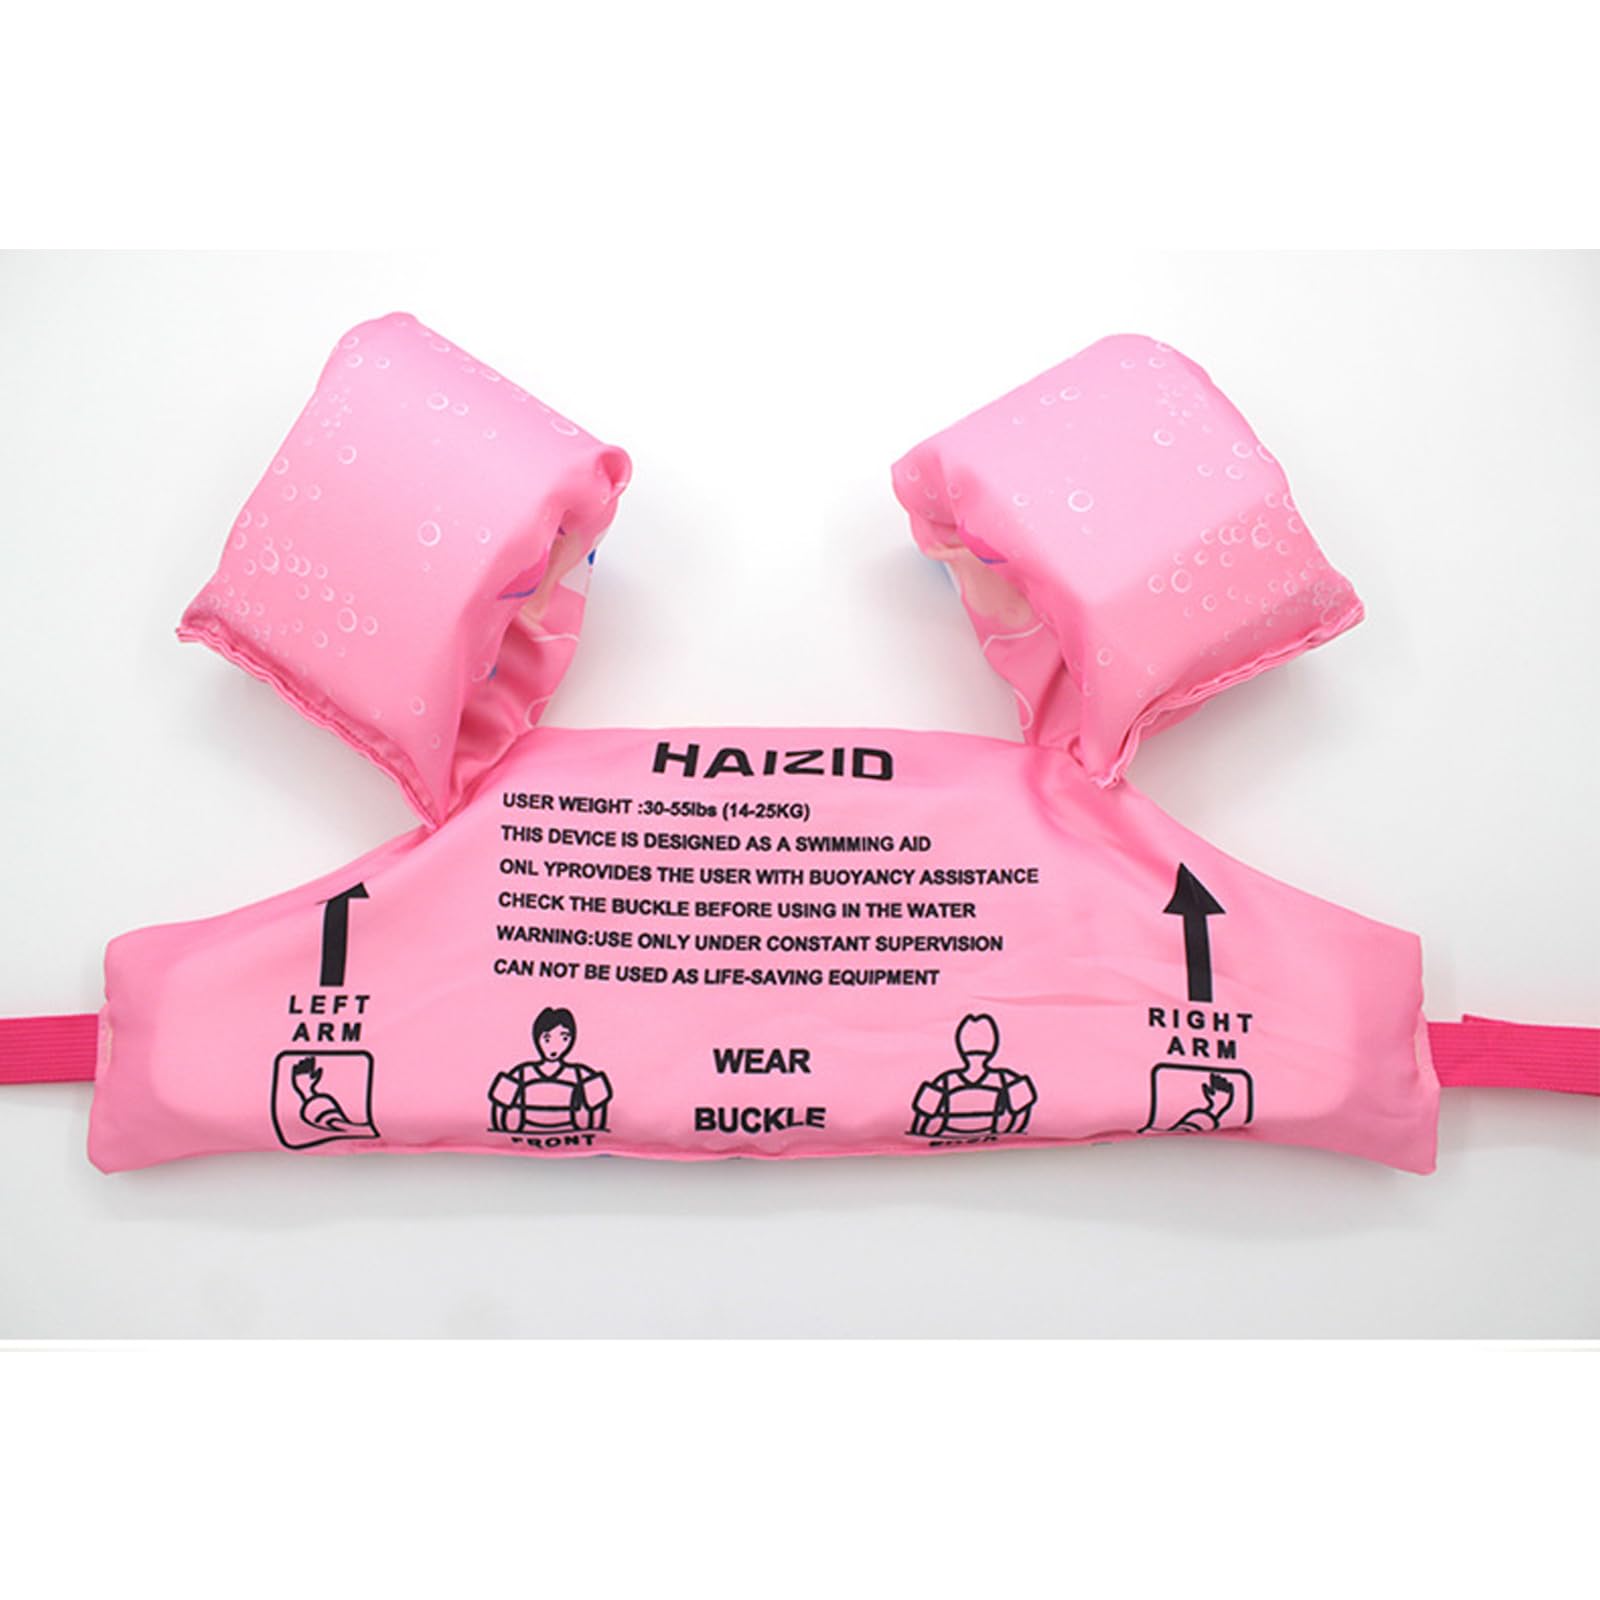 HAIZID
USER WEIGHT :30-55lbs (14-25KG)
THIS DEVICE IS DESIGNED AS A SWIMMING AID
ONL YPROVIDES THE USER WITH BUOYANCY ASSISTANCE
CHECK THE BUCKLE BEFORE USING IN THE WATER
WARNING:USE ONLY UNDER CONSTANT SUPERVISION
CAN NOT BE USED AS LIFE-SAVING EQUIPMENT
LEFT
ARM
RIGHT
ARM
WEAR
BUCKLE
FRONT